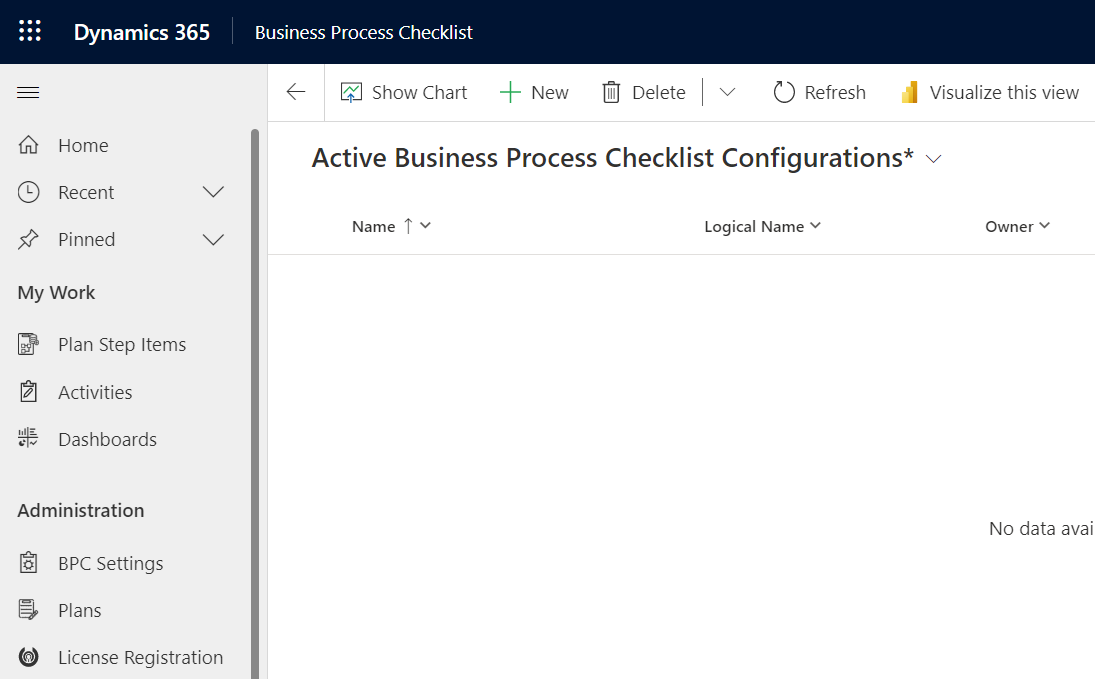 Dynamics 365
Business Process Checklist
Show Chart
New
Delete
Refresh
Visualize this view
Home
Recent
Pinned
My Work
Plan Step Items
Activities
Dashboards
Administration
BPC Settings
Plans
License Registration
Active Business Process Checklist Configurations*
Name ↑
Logical Name
Owner
No data avai